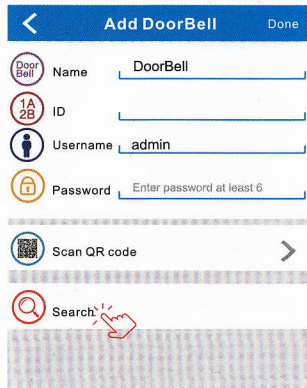 Add DoorBell Done
Door
Bell
Name DoorBell
1A
2B
ID
Username admin
Password Enter password at least 6
Scan QR code
Search